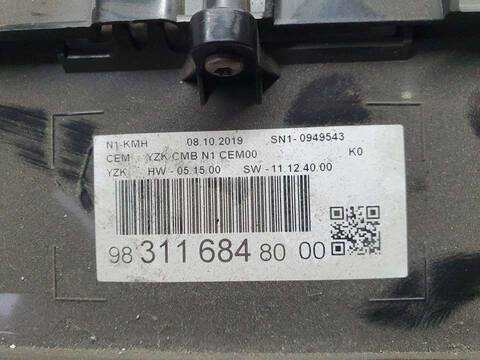 N1-KMH 08.10.2019 SN1- 0949543
CEM YZK CMB N1 CEM00 K0
YZK HW - 05.15.00 SW - 11.12.40.00
98 311 684 80 00